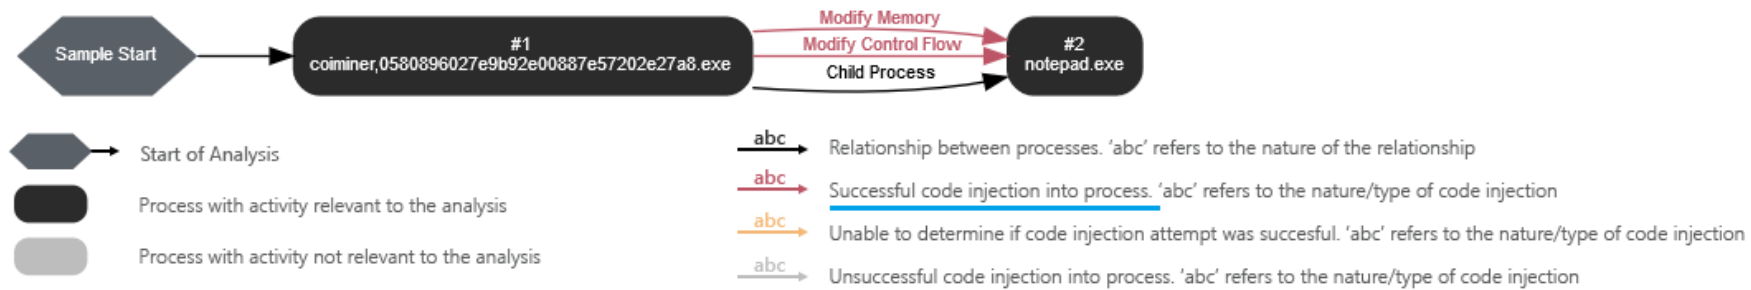 Sample Start
#1
coiminer,0580896027e9b92e00887e57202e27a8.exe
Modify Memory
Modify Control Flow
Child Process
#2
notepad.exe
Start of Analysis
Process with activity relevant to the analysis
Process with activity not relevant to the analysis
abc
Relationship between processes. ‘abc’ refers to the nature of the relationship
abc
Successful code injection into process. ‘abc’ refers to the nature/type of code injection
abc
Unable to determine if code injection attempt was succesful. ‘abc’ refers to the nature/type of code injection
abc
Unsuccessful code injection into process. ‘abc’ refers to the nature/type of code injection